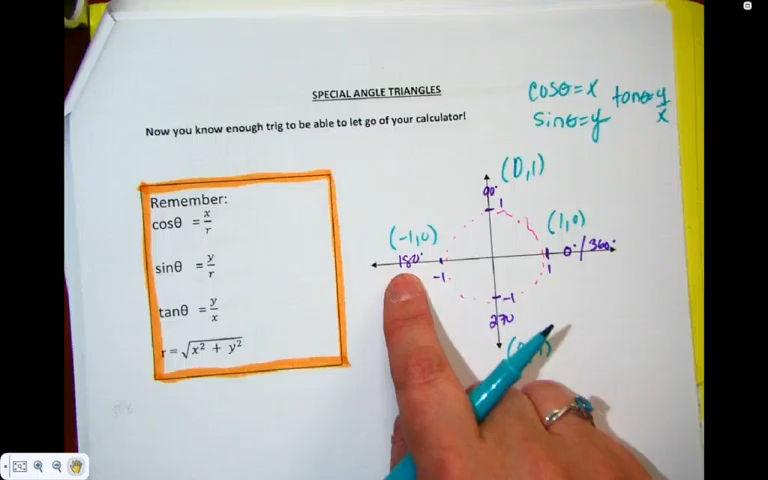 SPECIAL ANGLE TRIANGLES
cosθ = x
tanθ = y/x
sinθ = y
Now you know enough trig to be able to let go of your calculator!
Remember:
cosθ = x/r
sinθ = y/r
tanθ = y/x
r = √x² + y²
(0,1)
90°
1
(1,0)
(-1,0)
180°
0°/360°
-1
1
-1
270